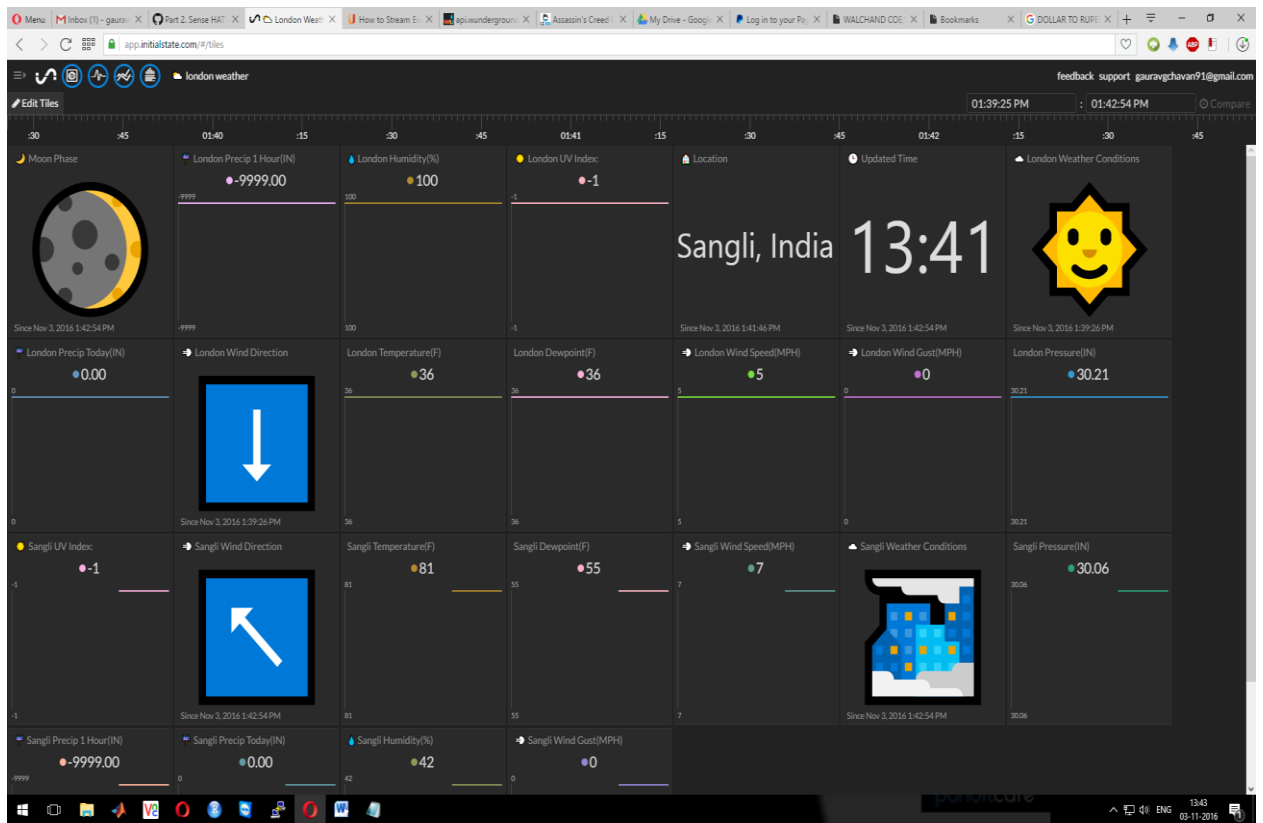 Menu Inbox (1) - gaurav Part 2. Sense HAT London Weath How to Stream Ex api.wundergroun Assassin's Creed My Drive - Google Log in to your Pay WALCHAND COE Bookmarks DOLLAR TO RUPE
app.initialstate.com/#/tiles
london weather feedback support gauravgchavan91@gmail.com
Edit Tiles 01:39:25 PM : 01:42:54 PM Compare
:30 :45 01:40 :15 :30 :45 01:41 :15 :30 :45 01:42 :15 :30 :45
Moon Phase London Precip 1 Hour(IN) London Humidity(%) London UV Index: Location Updated Time London Weather Conditions
-9999.00 100 -1
-9999 100 -1
Sangli, India 13:41
Since Nov 3, 2016 1:42:54 PM -9999 100 -1 Since Nov 3, 2016 1:41:46 PM Since Nov 3, 2016 1:42:54 PM Since Nov 3, 2016 1:39:26 PM
London Precip Today(IN) London Wind Direction London Temperature(F) London Dewpoint(F) London Wind Speed(MPH) London Wind Gust(MPH) London Pressure(IN)
0.00 36 36 5 0 30.21
0 36 36 5 0 30.21
0 Since Nov 3, 2016 1:39:26 PM 36 36 5 0 30.21
Sangli UV Index: Sangli Wind Direction Sangli Temperature(F) Sangli Dewpoint(F) Sangli Wind Speed(MPH) Sangli Weather Conditions Sangli Pressure(IN)
-1 81 55 7 30.06
-1 81 55 7 30.06
-1 Since Nov 3, 2016 1:42:54 PM 81 55 7 Since Nov 3, 2016 1:42:54 PM 30.06
Sangli Precip 1 Hour(IN) Sangli Precip Today(IN) Sangli Humidity(%) Sangli Wind Gust(MPH)
-9999.00 0.00 42 0
-9999 0 42 0
ENG 13:43
03-11-2016